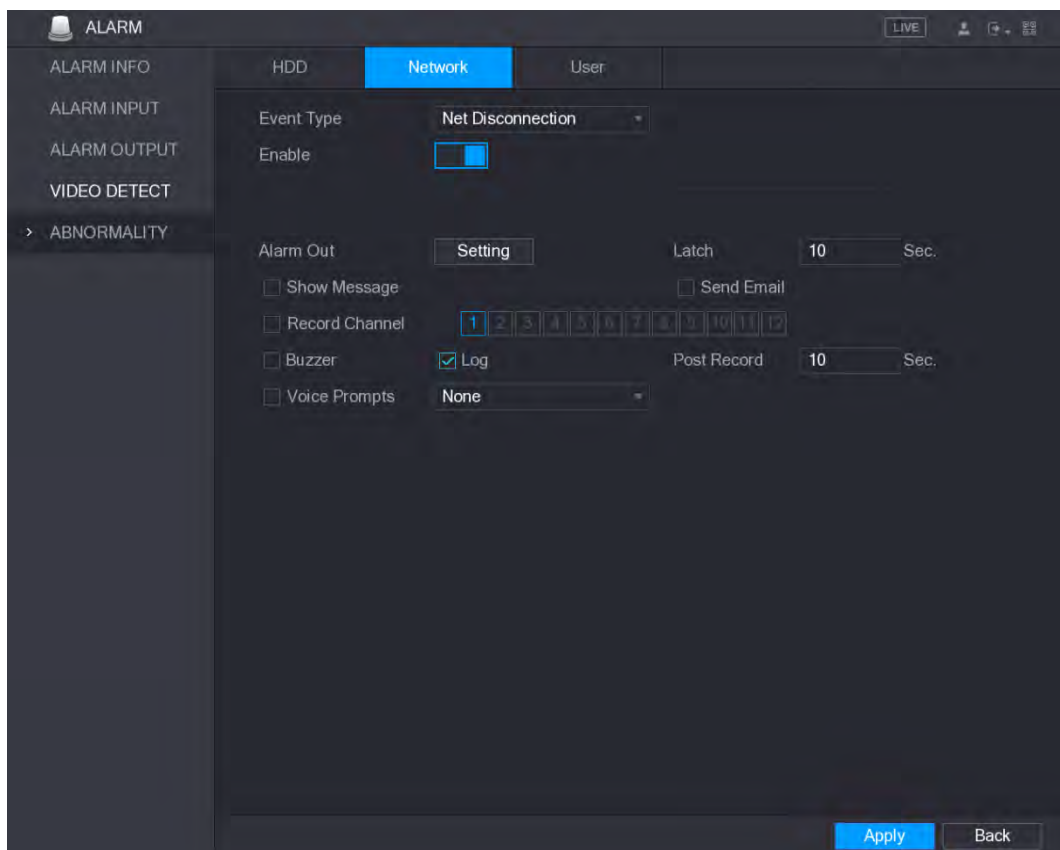 ALARM LIVE
ALARM INFO
ALARM INPUT
ALARM OUTPUT
VIDEO DETECT
> ABNORMALITY
HDD Network User
Event Type Net Disconnection
Enable
Alarm Out Setting Latch 10 Sec.
Show Message Send Email
Record Channel 1 2 3 4 5 6 7 8 9 10 11 12
Buzzer Log Post Record 10 Sec.
Voice Prompts None
Apply Back